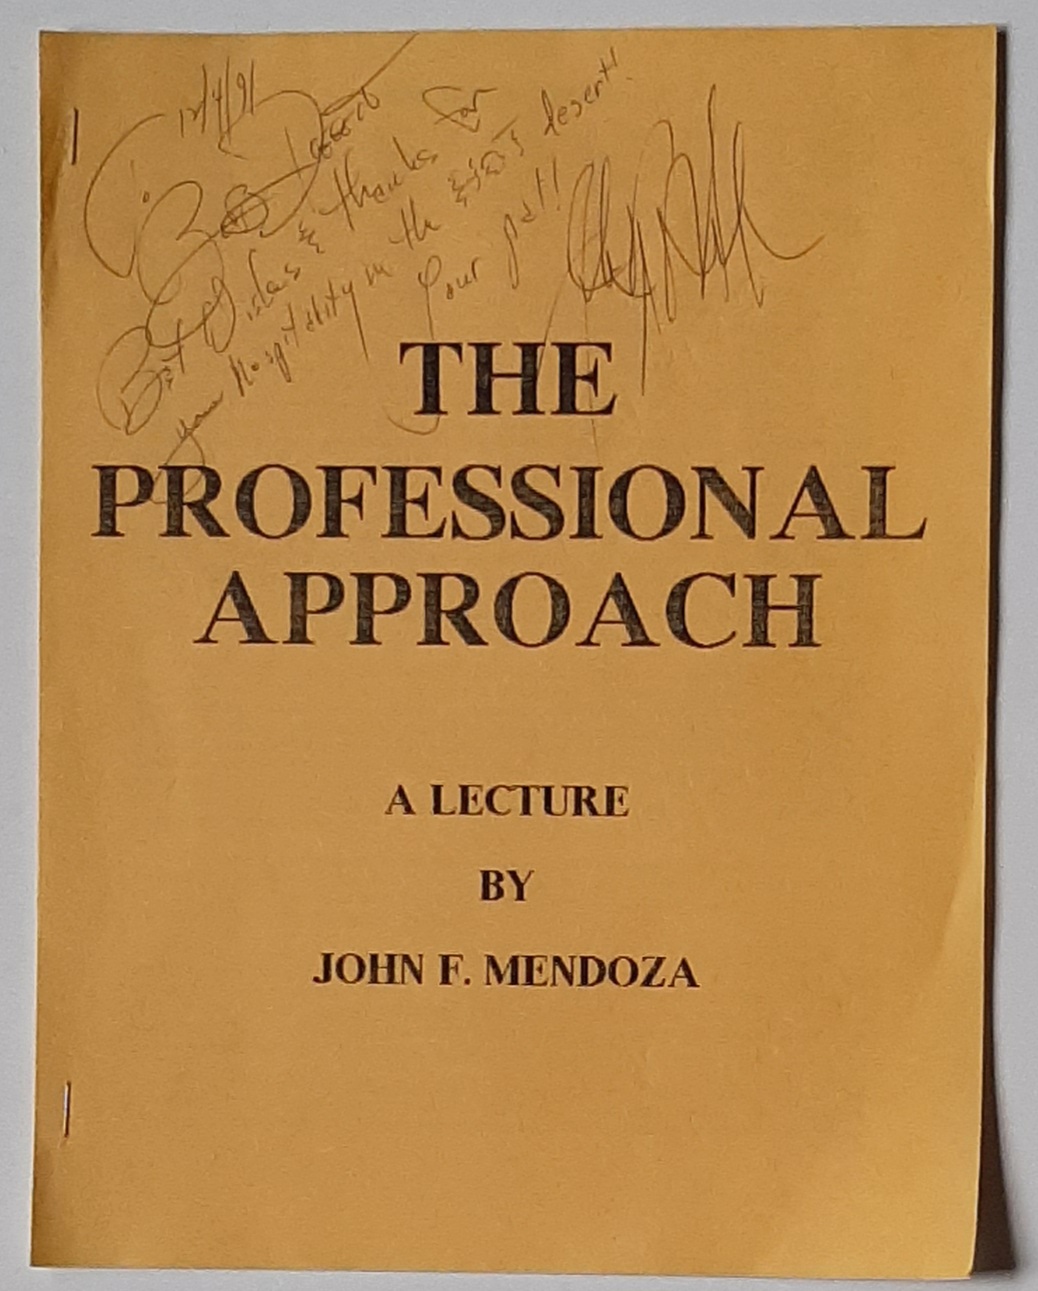 12/4/91
Best Wishes & thanks for
your Hospitality in the desert!
Your pal!!
THE
PROFESSIONAL
APPROACH
A LECTURE
BY
JOHN F. MENDOZA